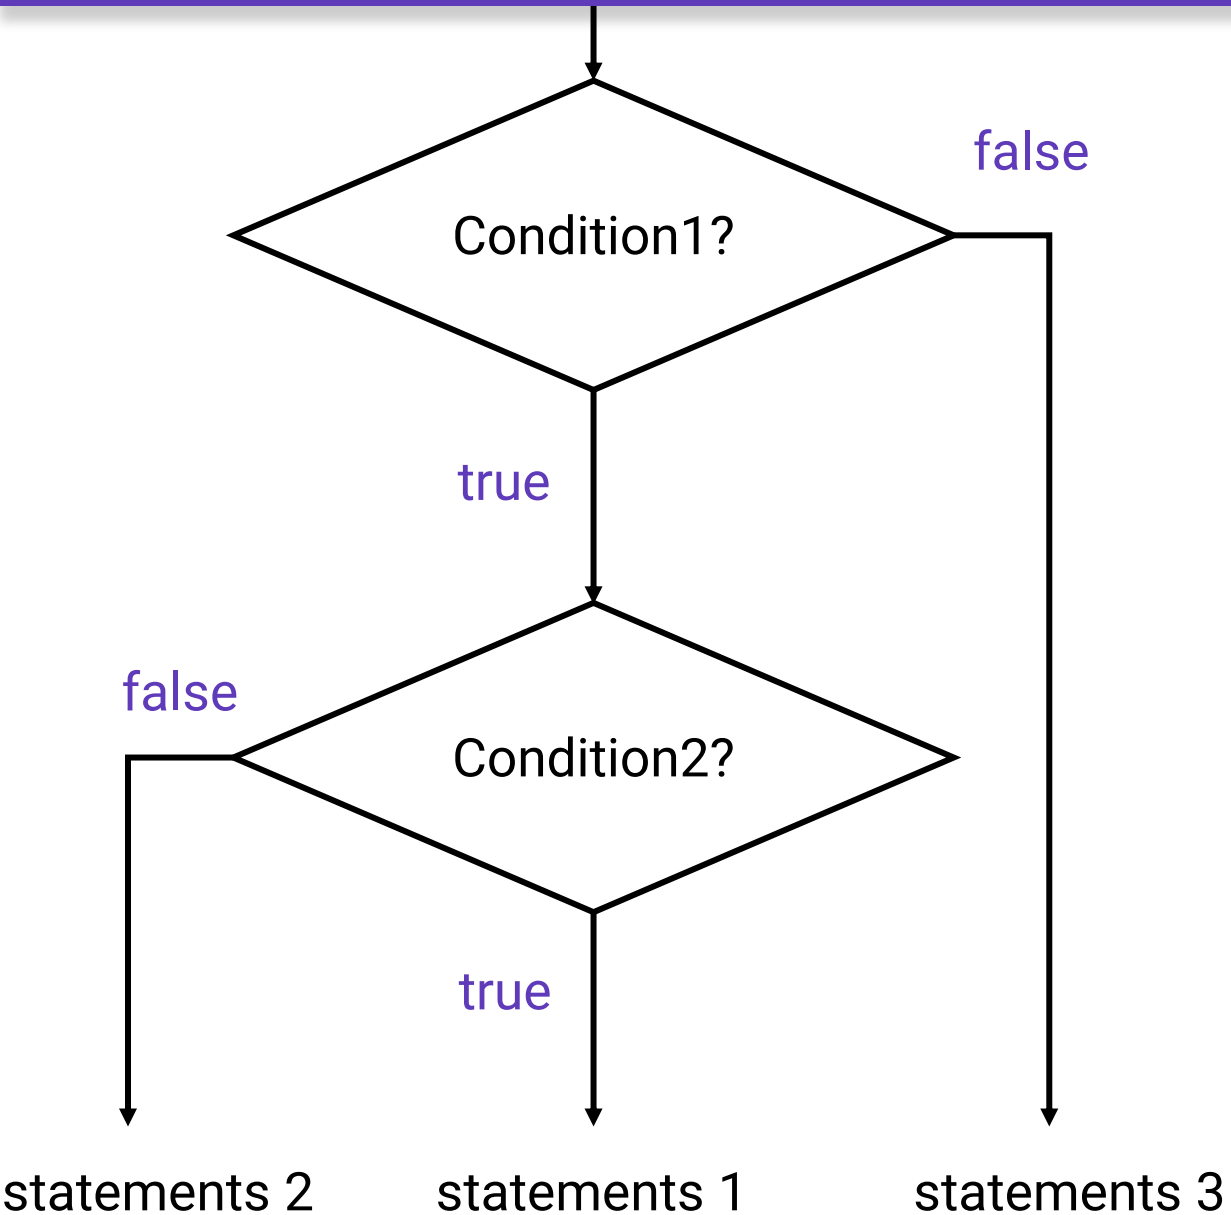 false
Condition1?
true
false
Condition2?
true
statements 2
statements 1
statements 3